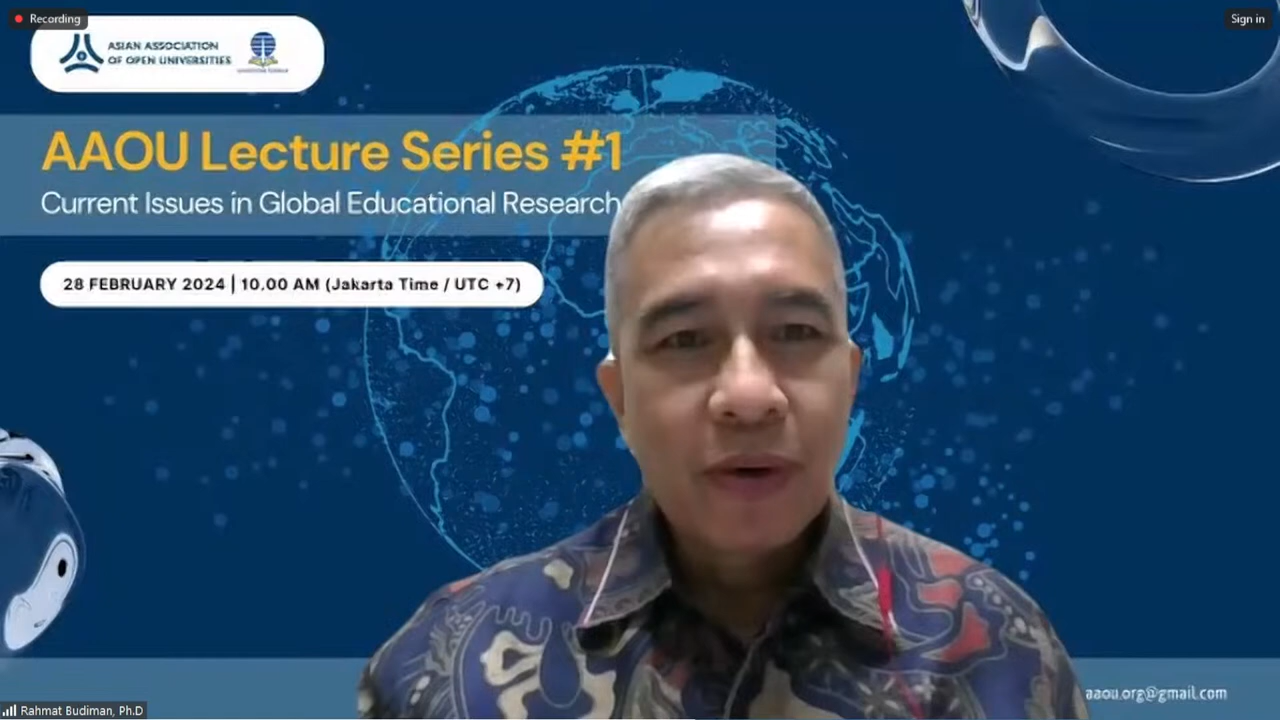 Recording
Sign in
ASIAN ASSOCIATION
OF OPEN UNIVERSITIES
AAOU Lecture Series #1
Current Issues in Global Educational Research
28 FEBRUARY 2024 | 10.00 AM (Jakarta Time / UTC +7)
aaou.org@gmail.com
Rahmat Budiman, Ph.D